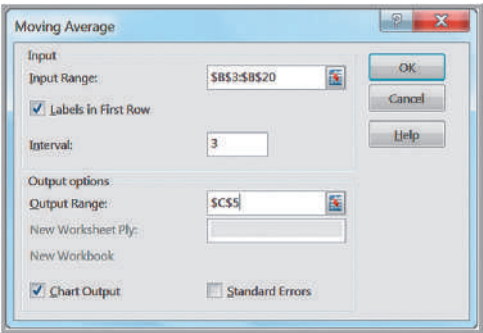 Moving Average
Input
Input Range: $B$3:$B$20
Labels in First Row
Interval: 3
Output options
Output Range: $C$5
New Worksheet Ply:
New Workbook
Chart Output
Standard Errors
OK
Cancel
Help